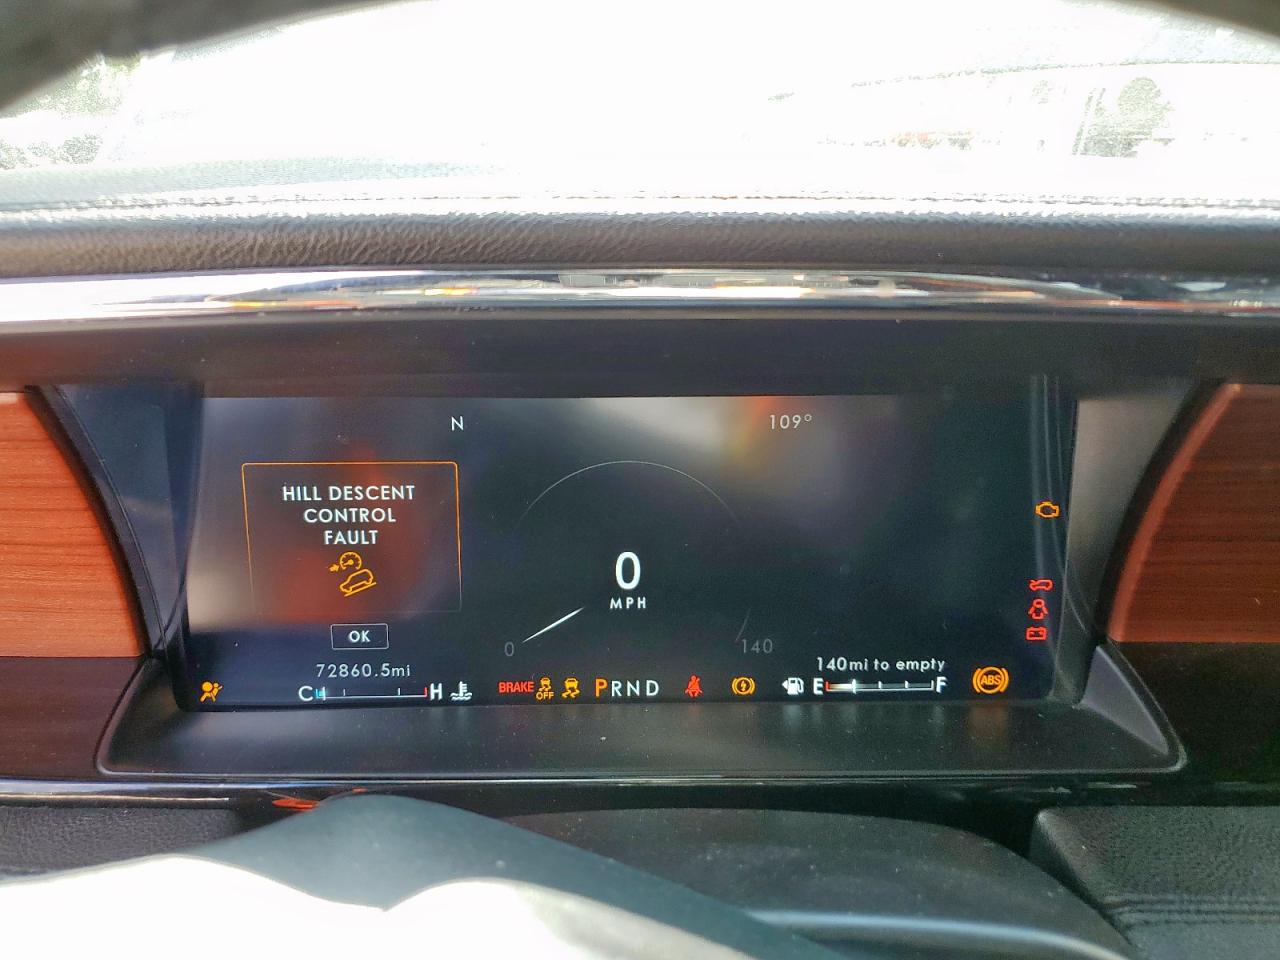 N
109°
HILL DESCENT
CONTROL
FAULT
0
MPH
OK
0
140
72860.5mi
140mi to empty
C H
BRAKE
OFF
PRND
E F
ABS